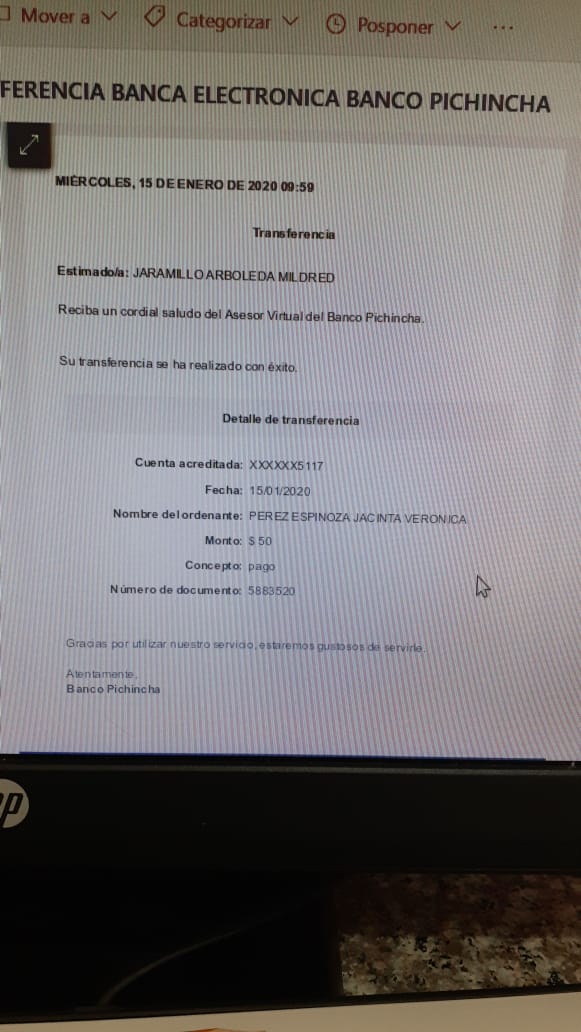 Mover a
Categorizar
Posponer
...
FERENCIA BANCA ELECTRONICA BANCO PICHINCHA
MIÉRCOLES, 15 DE ENERO DE 2020 09:59
Transferencia
Estimado/a: JARAMILLO ARBOLEDA MILDRED
Reciba un cordial saludo del Asesor Virtual del Banco Pichincha.
Su transferencia se ha realizado con éxito.
Detalle de transferencia
Cuenta acreditada: XXXXXX5117
Fecha: 15/01/2020
Nombre del ordenante: PEREZ ESPINOZA JACINTA VERONICA
Monto: $ 50
Concepto: pago
Número de documento: 5883520
Gracias por utilizar nuestro servicio, estaremos gustosos de servirle.
Atentamente,
Banco Pichincha
hp